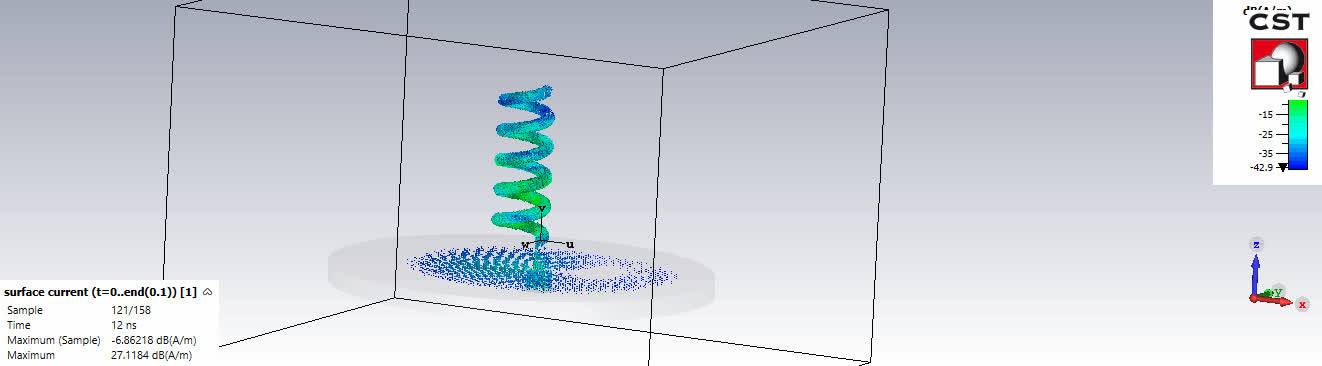 dB(A/m)
CST
-15
-25
-35
-42.9
v
w
u
z
y
x
surface current (t=0..end(0.1)) [1]
Sample 121/158
Time 12 ns
Maximum (Sample) -6.86218 dB(A/m)
Maximum 27.1184 dB(A/m)